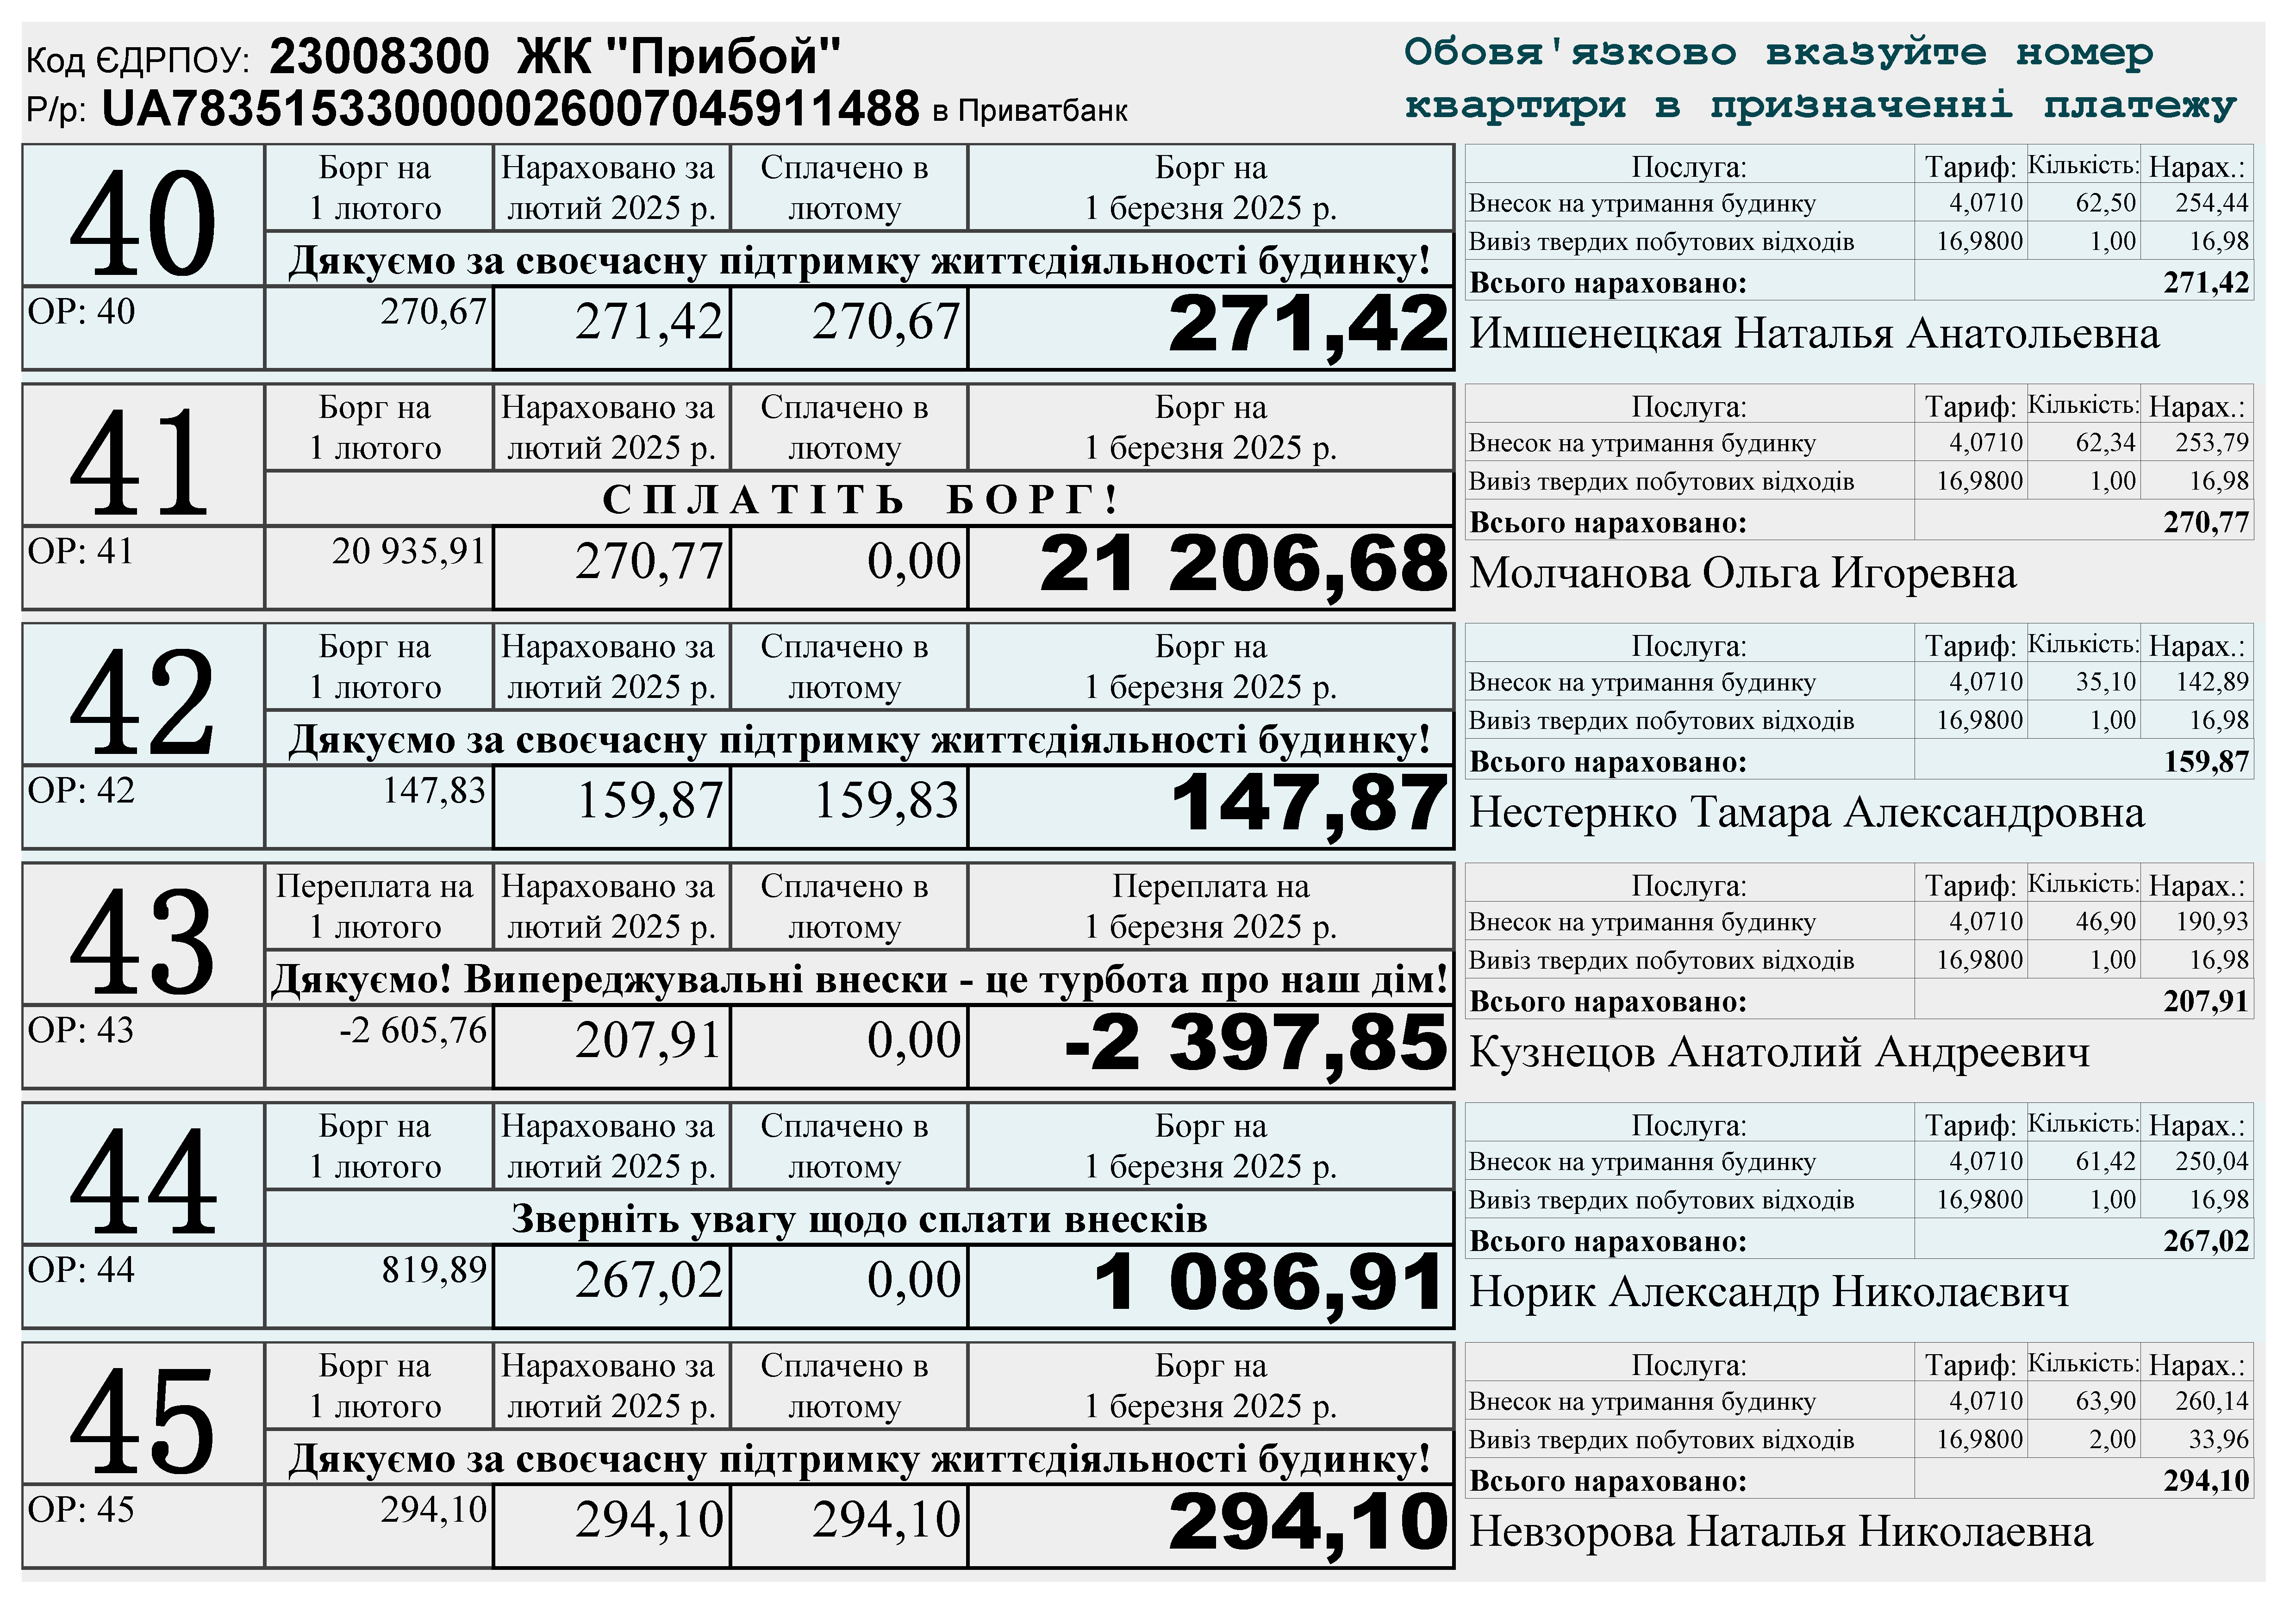 Код ЄДРПОУ: 23008300 ЖК "Прибой"
Р/р: UA783515330000026007045911488 в Приватбанк
Обовя'язково вказуйте номер
квартири в призначенні платежу
40
Борг на 1 лютого
Нараховано за лютий 2025 р.
Сплачено в лютому
Борг на 1 березня 2025 р.
Дякуємо за своєчасну підтримку життєдіяльності будинку!
ОР: 40 270,67 271,42 270,67 271,42
Послуга: Тариф: Кількість: Нарах.:
Внесок на утримання будинку 4,0710 62,50 254,44
Вивіз твердих побутових відходів 16,9800 1,00 16,98
Всього нараховано: 271,42
Имшенецкая Наталья Анатольевна
41
Борг на 1 лютого
Нараховано за лютий 2025 р.
Сплачено в лютому
Борг на 1 березня 2025 р.
СПЛАТІТЬ БОРГ!
ОР: 41 20 935,91 270,77 0,00 21 206,68
Послуга: Тариф: Кількість: Нарах.:
Внесок на утримання будинку 4,0710 62,34 253,79
Вивіз твердих побутових відходів 16,9800 1,00 16,98
Всього нараховано: 270,77
Молчанова Ольга Игоревна
42
Борг на 1 лютого
Нараховано за лютий 2025 р.
Сплачено в лютому
Борг на 1 березня 2025 р.
Дякуємо за своєчасну підтримку життєдіяльності будинку!
ОР: 42 147,83 159,87 159,83 147,87
Послуга: Тариф: Кількість: Нарах.:
Внесок на утримання будинку 4,0710 35,10 142,89
Вивіз твердих побутових відходів 16,9800 1,00 16,98
Всього нараховано: 159,87
Нестернко Тамара Александровна
43
Переплата на 1 лютого
Нараховано за лютий 2025 р.
Сплачено в лютому
Переплата на 1 березня 2025 р.
Дякуємо! Випереджувальні внески - це турбота про наш дім!
ОР: 43 -2 605,76 207,91 0,00 -2 397,85
Послуга: Тариф: Кількість: Нарах.:
Внесок на утримання будинку 4,0710 46,90 190,93
Вивіз твердих побутових відходів 16,9800 1,00 16,98
Всього нараховано: 207,91
Кузнецов Анатолий Андреевич
44
Борг на 1 лютого
Нараховано за лютий 2025 р.
Сплачено в лютому
Борг на 1 березня 2025 р.
Зверніть увагу щодо сплати внесків
ОР: 44 819,89 267,02 0,00 1 086,91
Послуга: Тариф: Кількість: Нарах.:
Внесок на утримання будинку 4,0710 61,42 250,04
Вивіз твердих побутових відходів 16,9800 1,00 16,98
Всього нараховано: 267,02
Норик Александр Николаєвич
45
Борг на 1 лютого
Нараховано за лютий 2025 р.
Сплачено в лютому
Борг на 1 березня 2025 р.
Дякуємо за своєчасну підтримку життєдіяльності будинку!
ОР: 45 294,10 294,10 294,10 294,10
Послуга: Тариф: Кількість: Нарах.:
Внесок на утримання будинку 4,0710 63,90 260,14
Вивіз твердих побутових відходів 16,9800 2,00 33,96
Всього нараховано: 294,10
Невзорова Наталья Николаевна